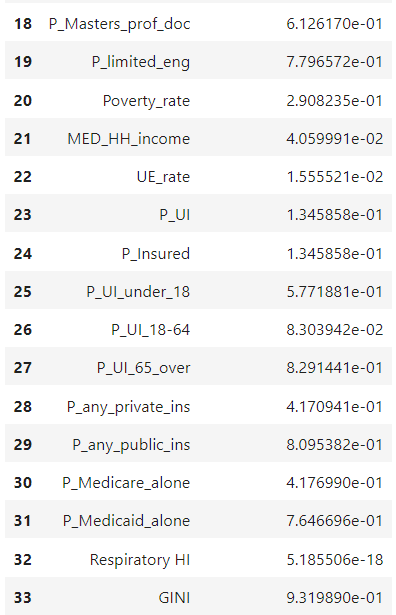 18 P_Masters_prof_doc 6.126170e-01
19 P_limited_eng 7.796572e-01
20 Poverty_rate 2.908235e-01
21 MED_HH_income 4.059991e-02
22 UE_rate 1.555521e-02
23 P_UI 1.345858e-01
24 P_Insured 1.345858e-01
25 P_UI_under_18 5.771881e-01
26 P_UI_18-64 8.303942e-02
27 P_UI_65_over 8.291441e-01
28 P_any_private_ins 4.170941e-01
29 P_any_public_ins 8.095382e-01
30 P_Medicare_alone 4.176990e-01
31 P_Medicaid_alone 7.646696e-01
32 Respiratory HI 5.185506e-18
33 GINI 9.319890e-01